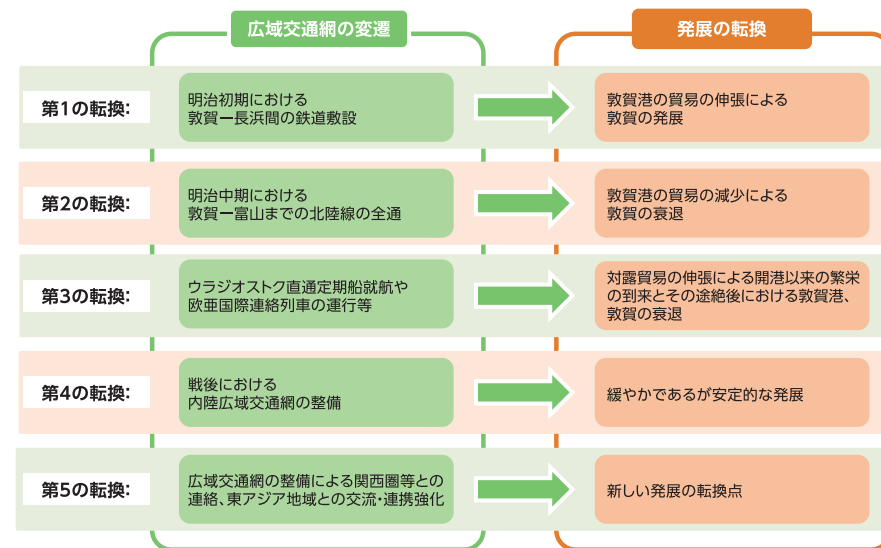 広域交通網の変遷
発展の転換
第1の転換:
明治初期における
敦賀ー長浜間の鉄道敷設
敦賀港の貿易の伸張による
敦賀の発展
第2の転換:
明治中期における
敦賀ー富山までの北陸線の全通
敦賀港の貿易の減少による
敦賀の衰退
第3の転換:
ウラジオストク直通定期船就航や
欧亜国際連絡列車の運行等
対露貿易の伸張による開港以来の繁栄
の到来とその途絶後における敦賀港、
敦賀の衰退
第4の転換:
戦後における
内陸広域交通網の整備
緩やかであるが安定的な発展
第5の転換:
広域交通網の整備による関西圏等との
連絡、東アジア地域との交流・連携強化
新しい発展の転換点